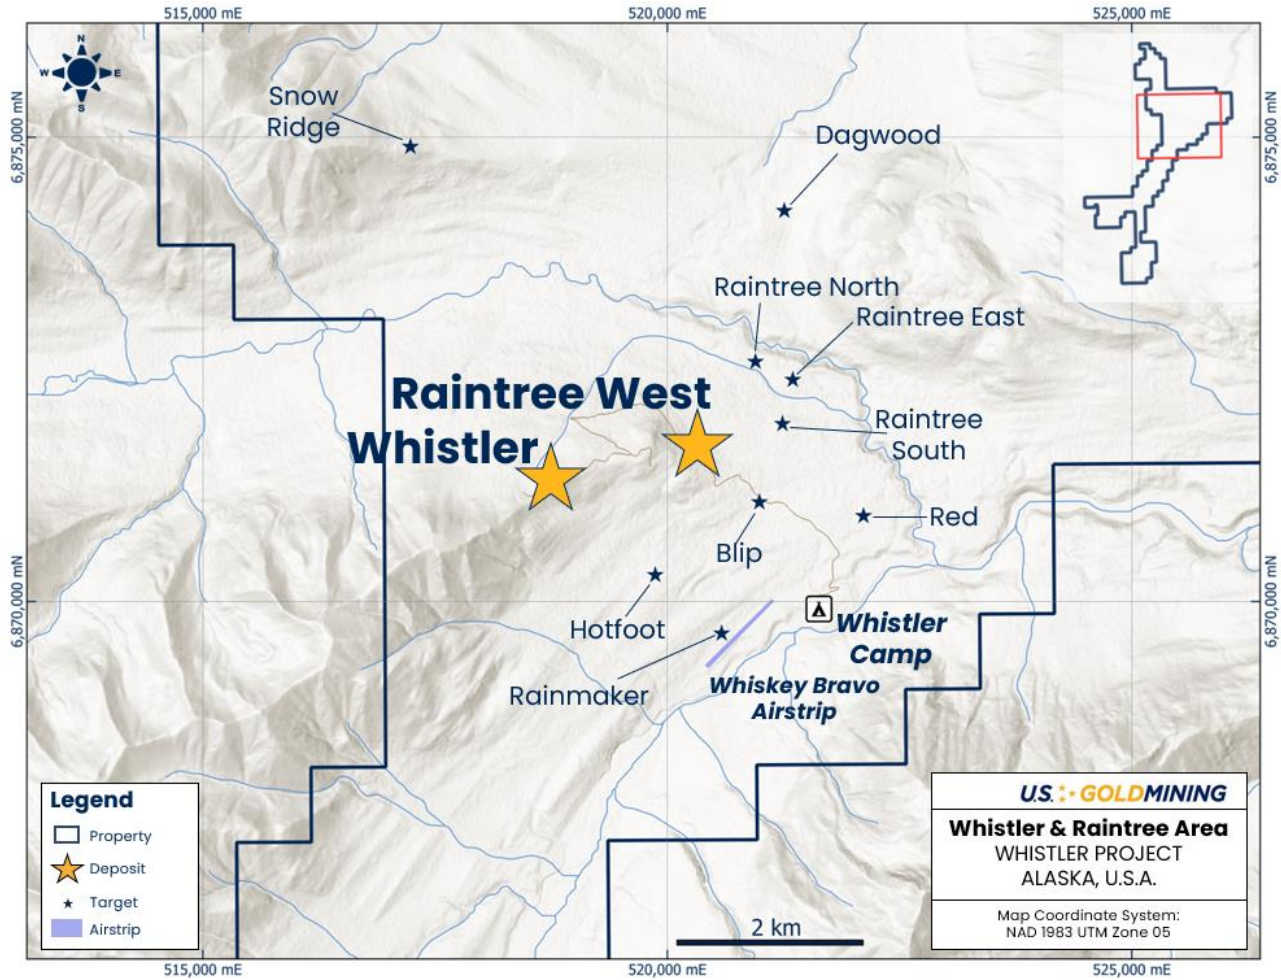 515,000 mE
520,000 mE
525,000 mE
N
W
E
S
6,875,000 mN
6,875,000 mN
Snow
Ridge
Dagwood
Raintree North
Raintree East
Raintree West
Whistler
Raintree
South
Red
Blip
Hotfoot
6,870,000 mN
6,870,000 mN
Whistler
Camp
Rainmaker
Whiskey Bravo
Airstrip
Legend
Property
Deposit
Target
Airstrip
2 km
U.S. GOLDMINING
Whistler & Raintree Area
WHISTLER PROJECT
ALASKA, U.S.A.
Map Coordinate System:
NAD 1983 UTM Zone 05
515,000 mE
520,000 mE
525,000 mE